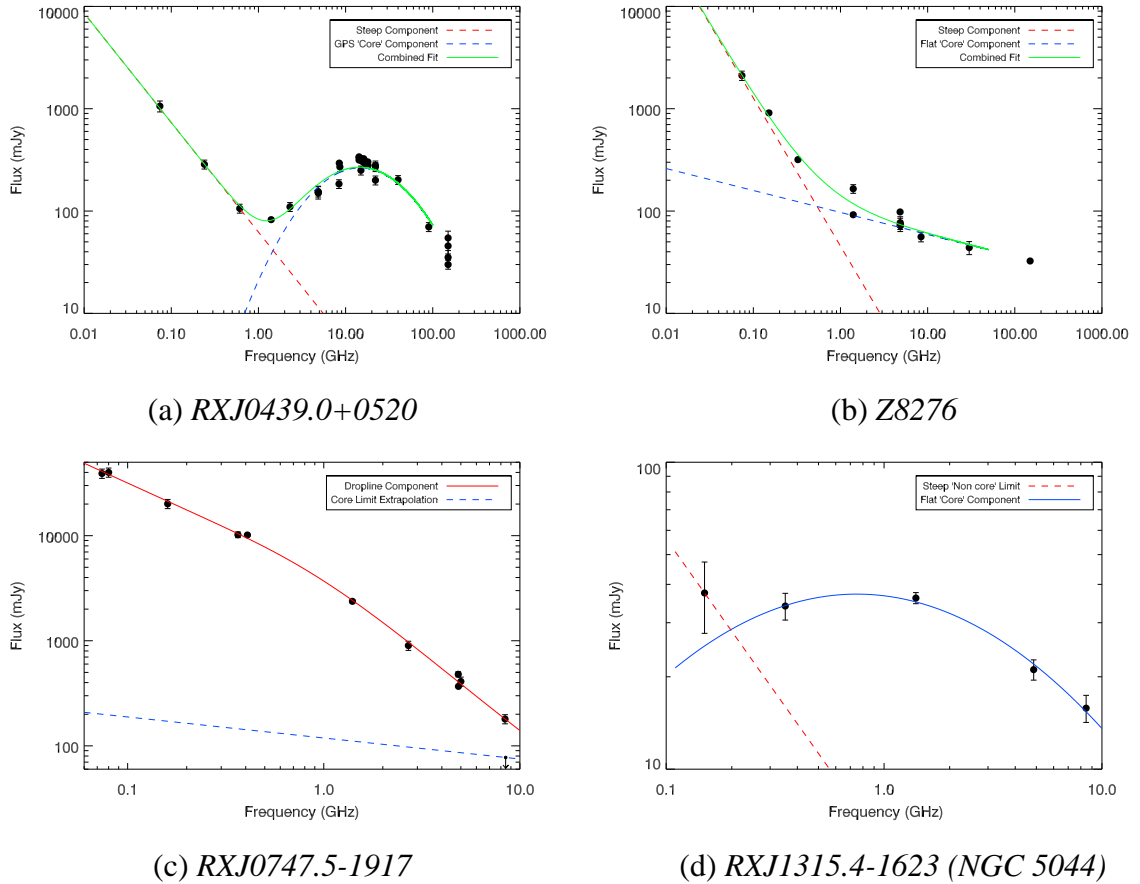 10000
1000
100
10
Flux (mJy)
Steep Component
GPS 'Core' Component
Combined Fit
0.01 0.10 1.00 10.00 100.00 1000.00
Frequency (GHz)
(a) RXJ0439.0+0520
10000
1000
100
10
Flux (mJy)
Steep Component
Flat 'Core' Component
Combined Fit
0.01 0.10 1.00 10.00 100.00 1000.00
Frequency (GHz)
(b) Z8276
10000
1000
100
Flux (mJy)
Dropline Component
Core Limit Extrapolation
0.1 1.0 10.0
Frequency (GHz)
(c) RXJ0747.5-1917
100
10
Flux (mJy)
Steep 'Non core' Limit
Flat 'Core' Component
0.1 1.0 10.0
Frequency (GHz)
(d) RXJ1315.4-1623 (NGC 5044)